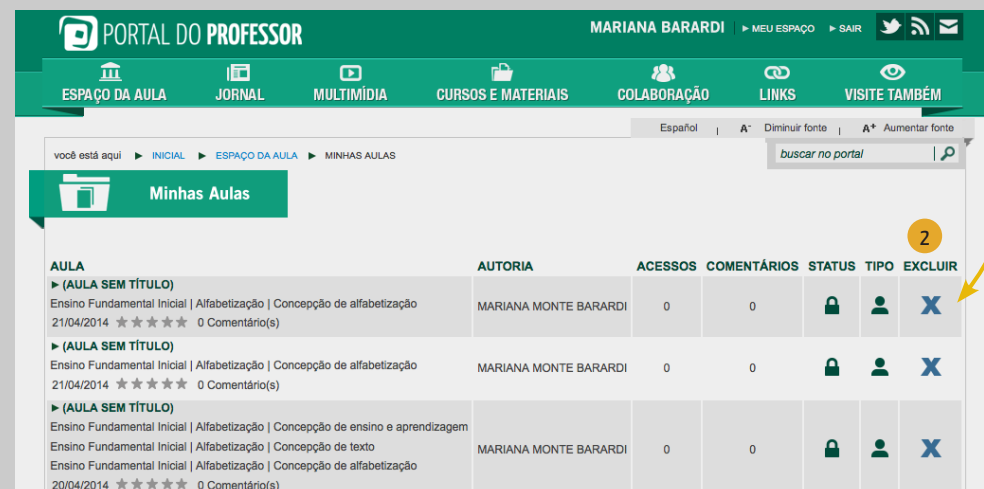 PORTAL DO PROFESSOR
MARIANA BARARDI ► MEU ESPAÇO ► SAIR
ESPAÇO DA AULA JORNAL MULTIMÍDIA CURSOS E MATERIAIS COLABORAÇÃO LINKS VISITE TAMBÉM
Español | A- Diminuir fonte | A+ Aumentar fonte
você está aqui ► INICIAL ► ESPAÇO DA AULA ► MINHAS AULAS
buscar no portal
Minhas Aulas
2
AULA AUTORIA ACESSOS COMENTÁRIOS STATUS TIPO EXCLUIR
► (AULA SEM TÍTULO)
Ensino Fundamental Inicial | Alfabetização | Concepção de alfabetização
MARIANA MONTE BARARDI 0 0 X
21/04/2014 ★★★★★ 0 Comentário(s)
► (AULA SEM TÍTULO)
Ensino Fundamental Inicial | Alfabetização | Concepção de alfabetização
MARIANA MONTE BARARDI 0 0 X
21/04/2014 ★★★★★ 0 Comentário(s)
► (AULA SEM TÍTULO)
Ensino Fundamental Inicial | Alfabetização | Concepção de ensino e aprendizagem
Ensino Fundamental Inicial | Alfabetização | Concepção de texto
MARIANA MONTE BARARDI 0 0 X
Ensino Fundamental Inicial | Alfabetização | Concepção de alfabetização
20/04/2014 ★★★★★ 0 Comentário(s)